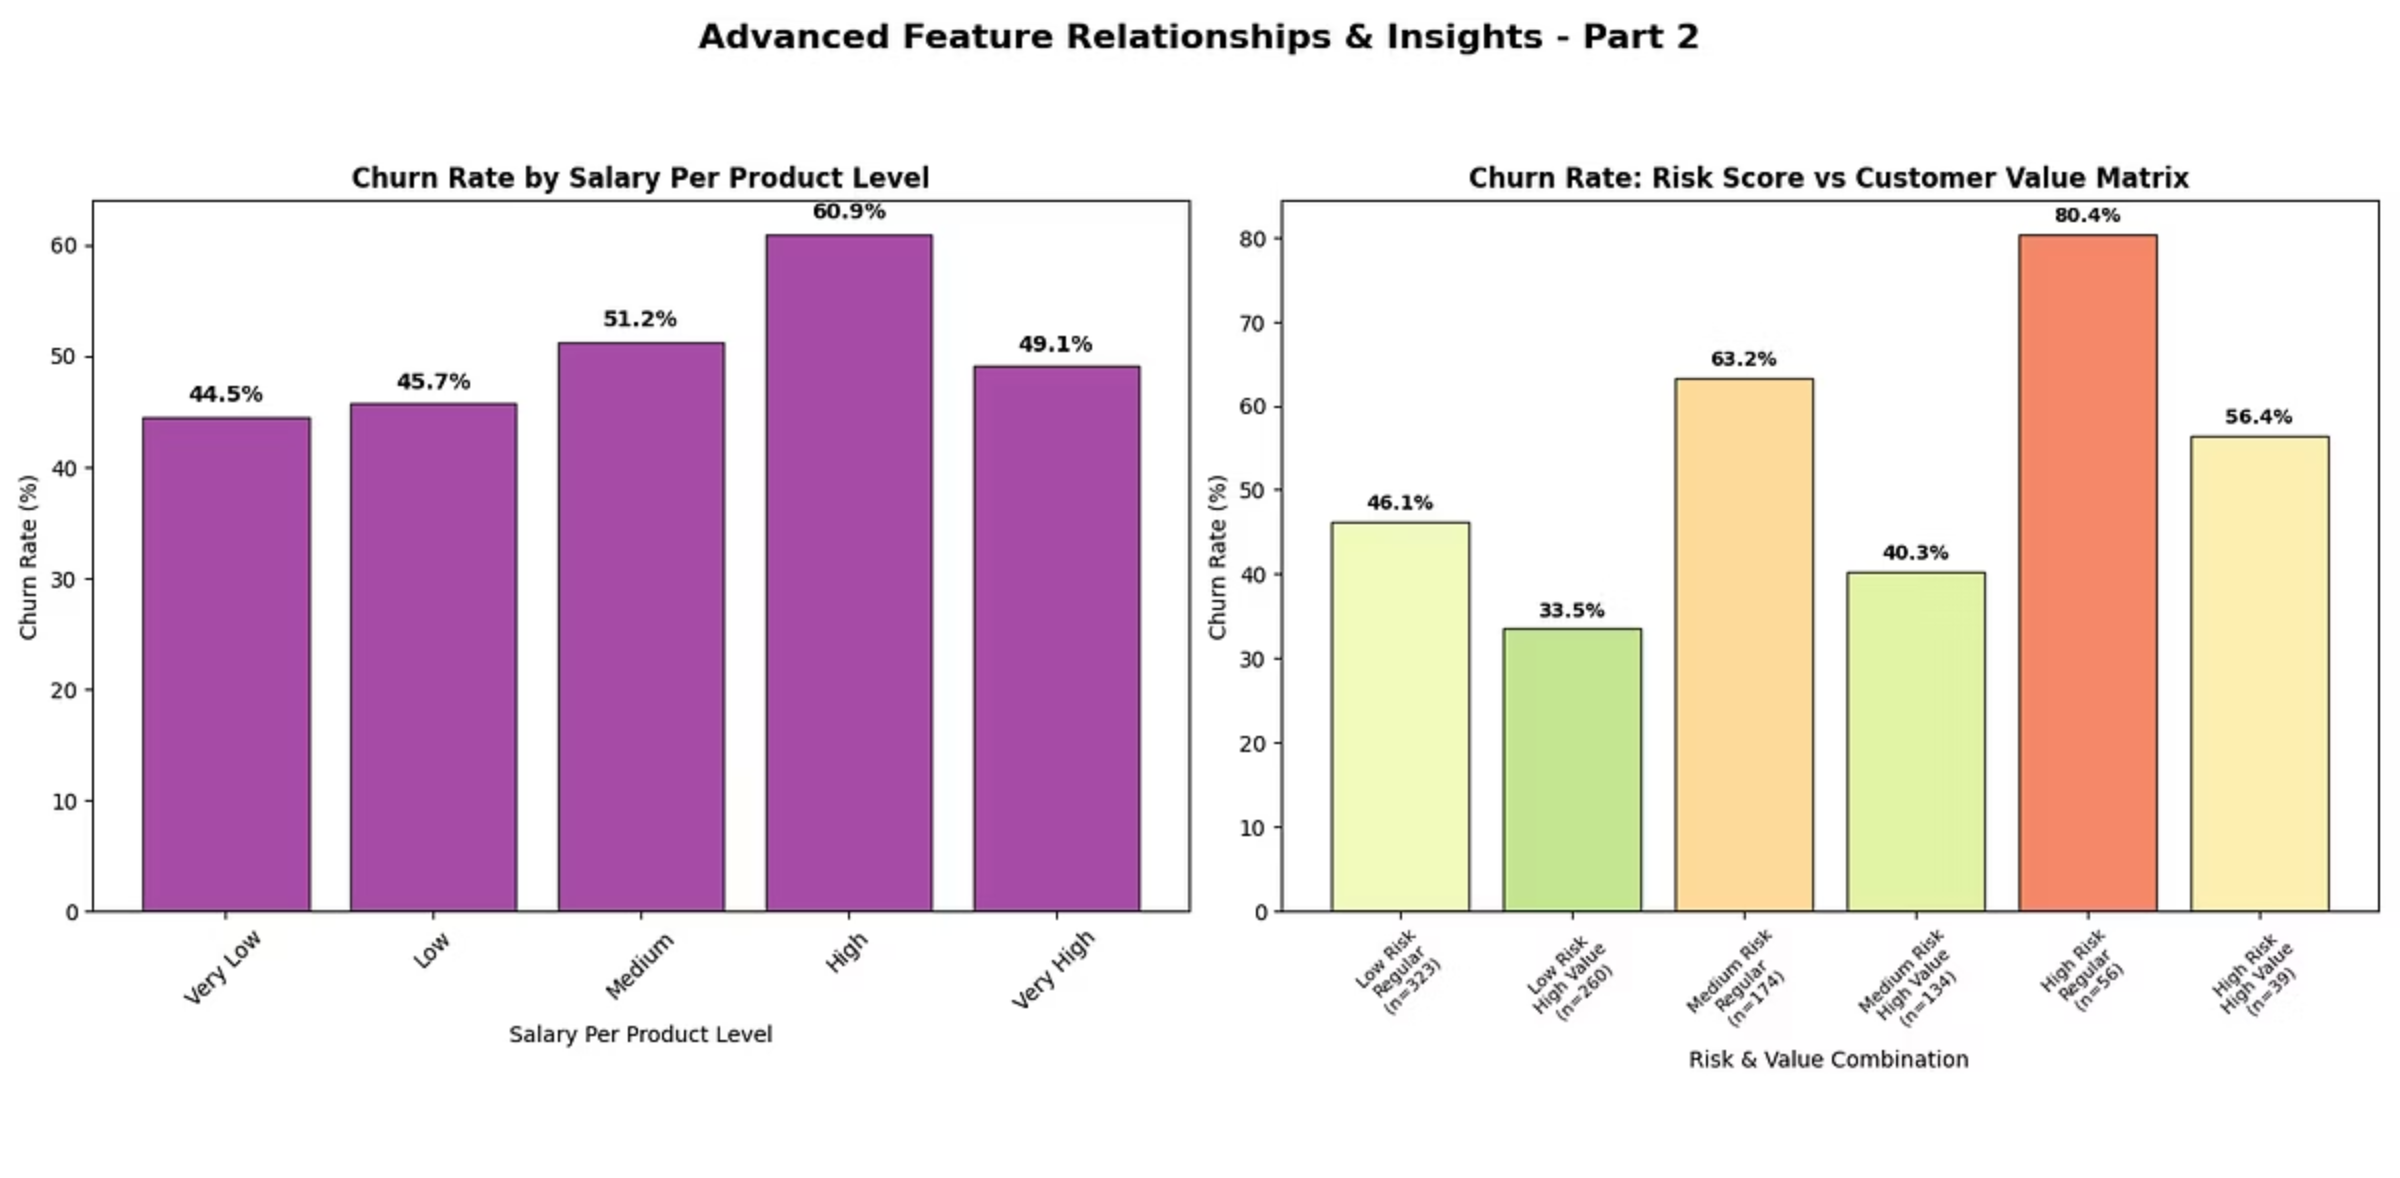 Advanced Feature Relationships & Insights - Part 2
Churn Rate by Salary Per Product Level
Churn Rate (%)
60
50
40
30
20
10
0
44.5%
45.7%
51.2%
60.9%
49.1%
Very Low
Low
Medium
High
Very High
Salary Per Product Level
Churn Rate: Risk Score vs Customer Value Matrix
Churn Rate (%)
80
70
60
50
40
30
20
10
0
46.1%
33.5%
63.2%
40.3%
80.4%
56.4%
Low Risk
Regular
(n=323)
Low Risk
High Value
(n=260)
Medium Risk
Regular
(n=174)
Medium Risk
High Value
(n=134)
High Risk
Regular
(n=56)
High Risk
High Value
(n=39)
Risk & Value Combination